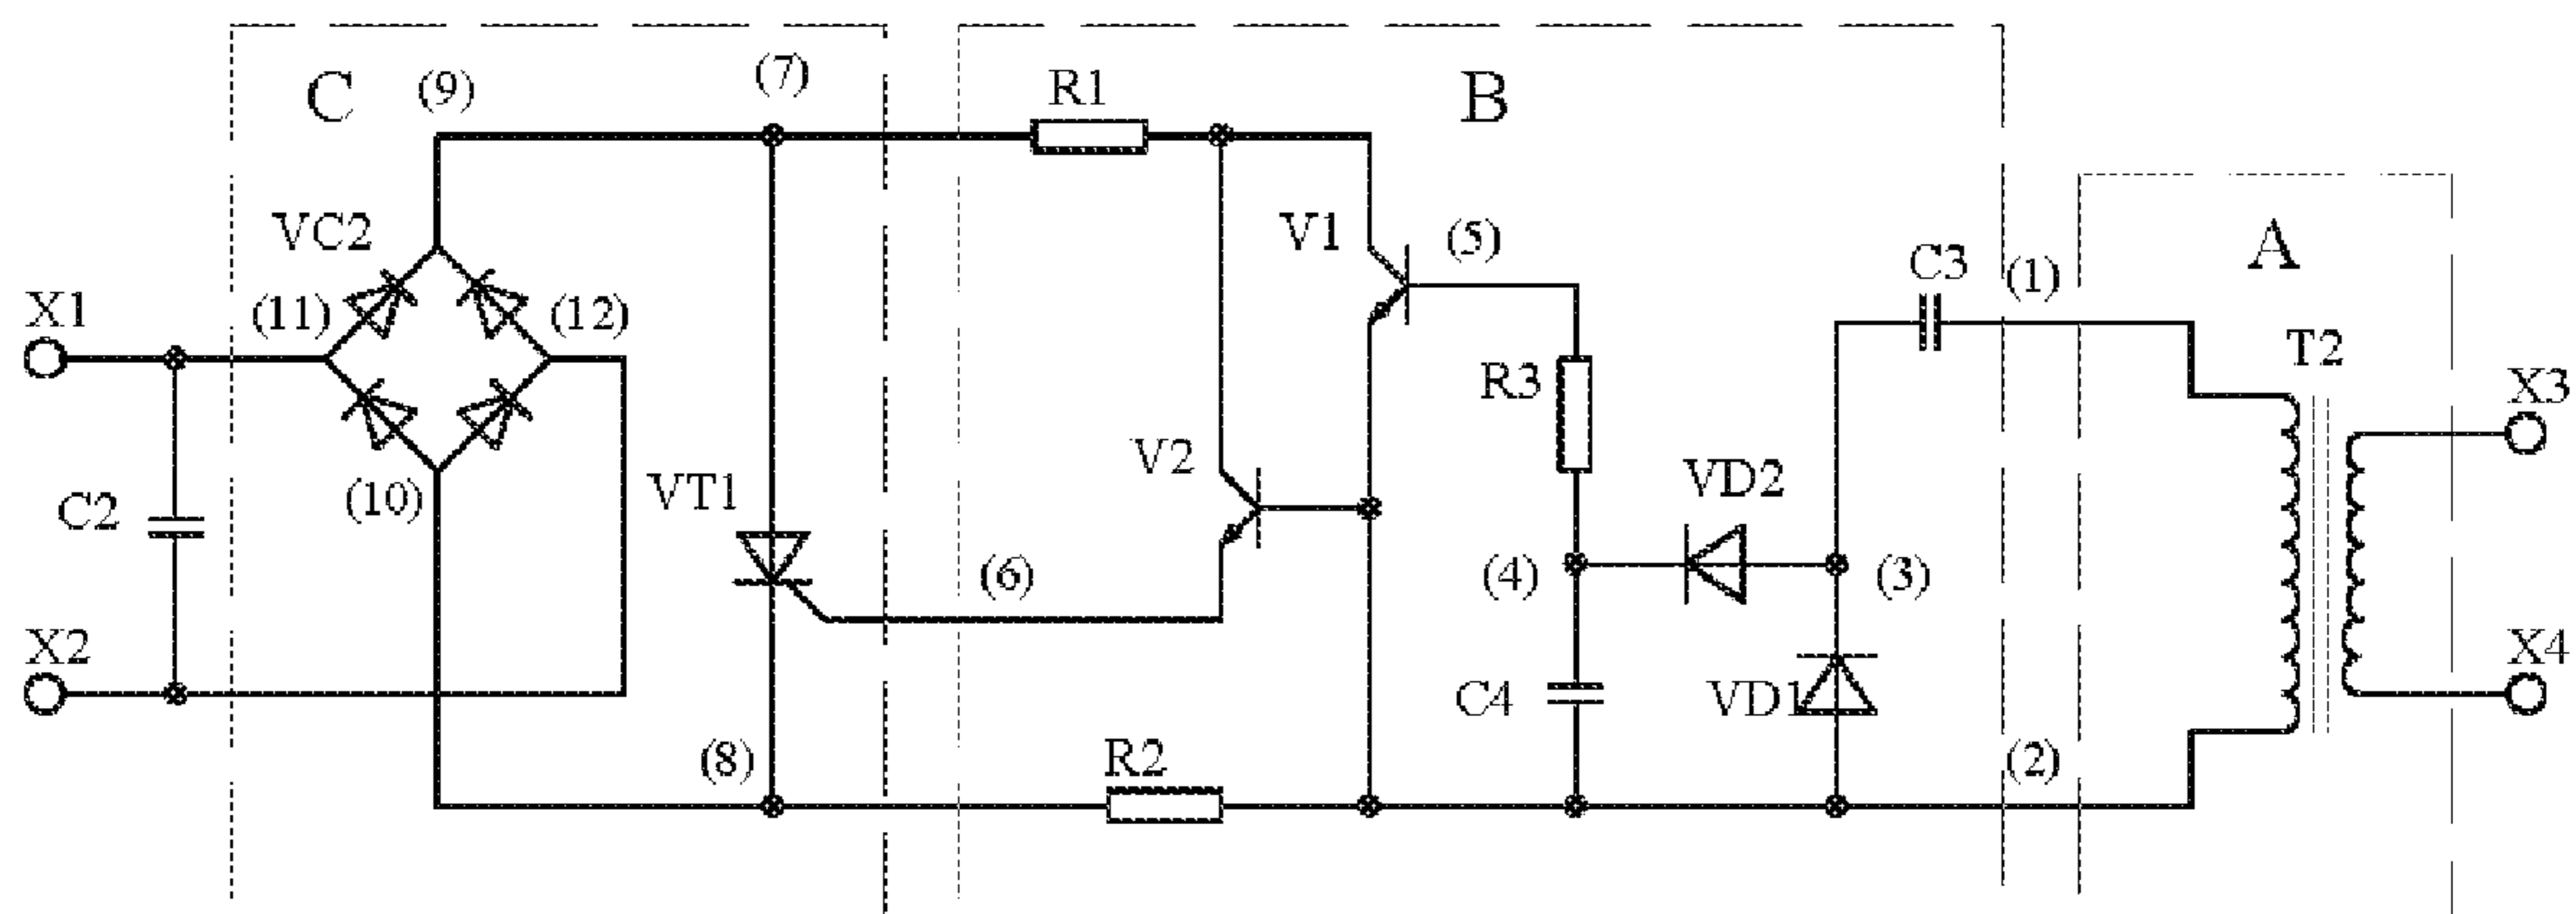 C
(9)
(7)
R1
B
VC2
V1
(5)
A
C3
(1)
X1
(11)
(12)
T2
R3
X3
V2
VD2
C2
(10)
VT1
(6)
(4)
(3)
X2
X4
C4
VD1
(8)
R2
(2)